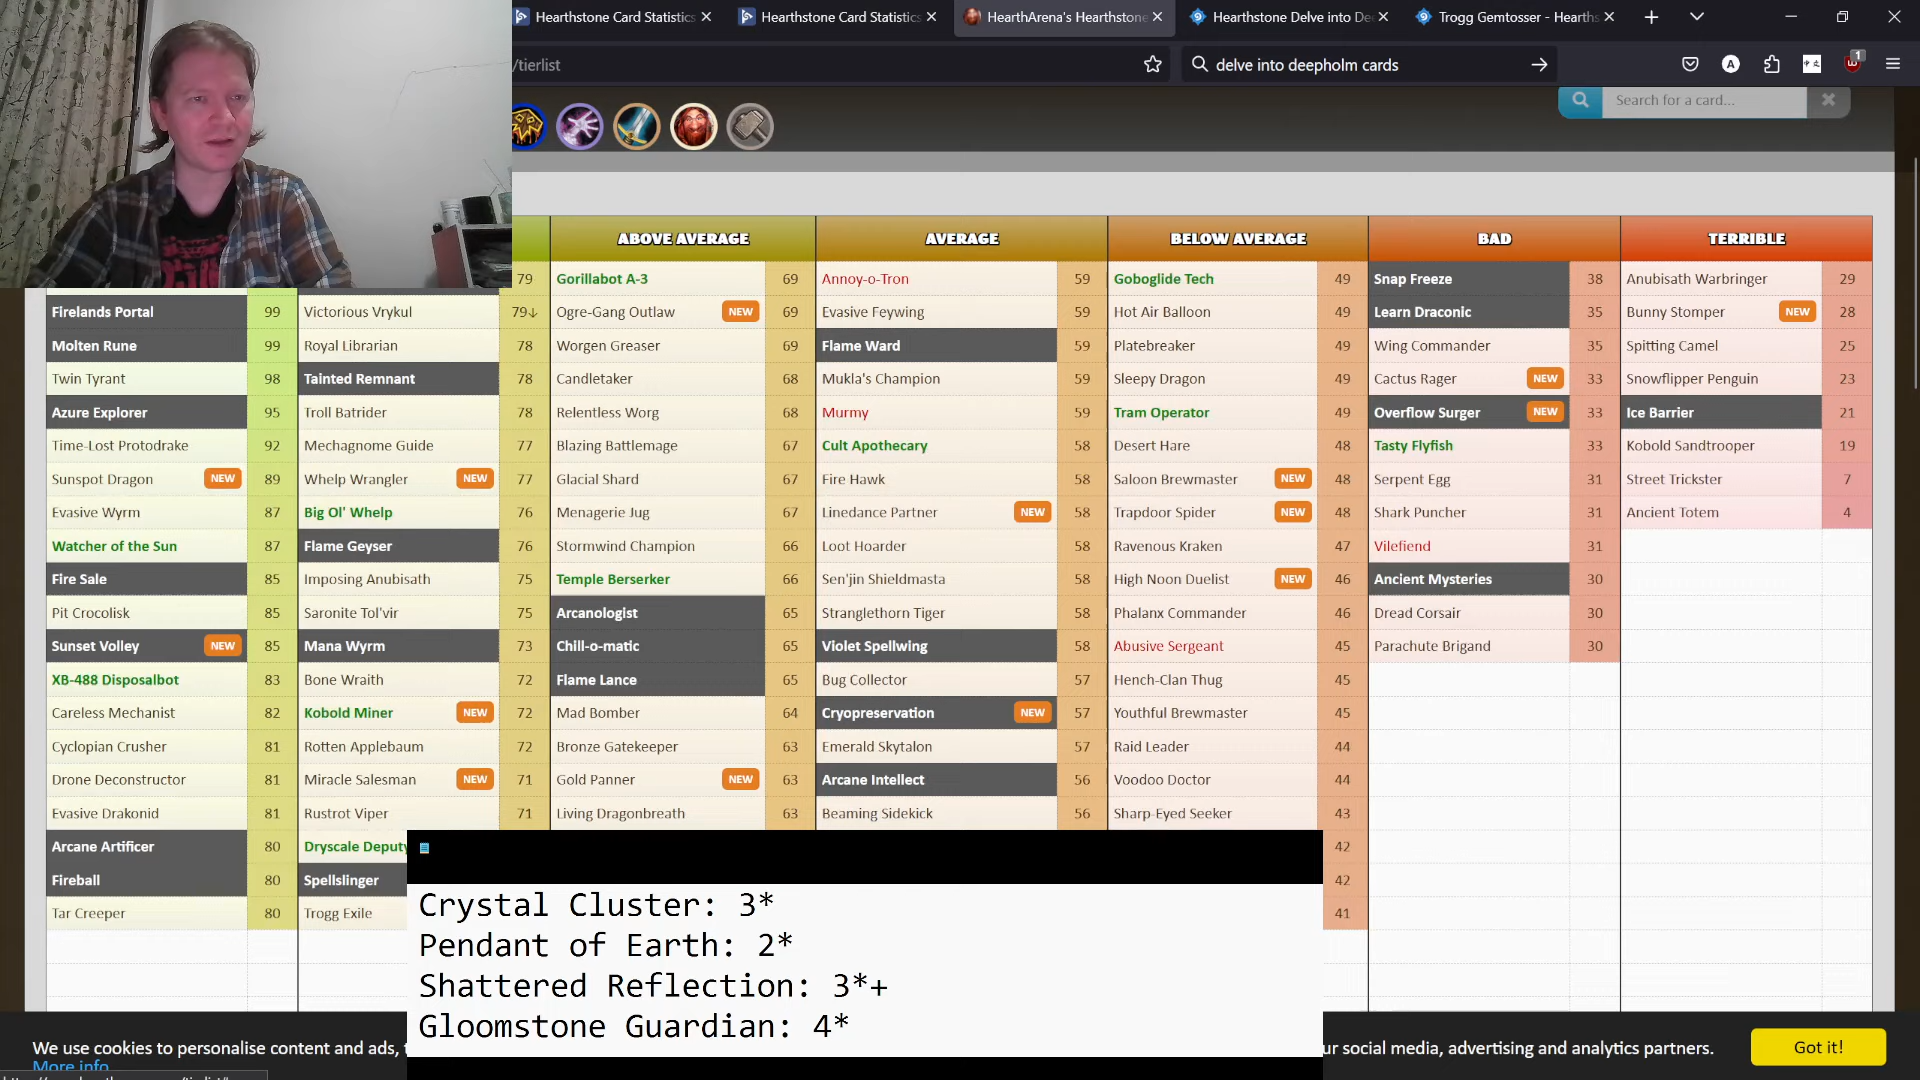 Hearthstone Card Statistics
Hearthstone Card Statistics
HearthArena's Hearthstone
Hearthstone Delve into De
Trogg Gemtosser - Hearths
/tierlist
delve into deepholm cards
A
1
Search for a card...
ABOVE AVERAGE AVERAGE BELOW AVERAGE BAD TERRIBLE
79 Gorillabot A-3 69 Annoy-o-Tron 59 Goboglide Tech 49 Snap Freeze 38 Anubisath Warbringer 29
Firelands Portal 99 Victorious Vrykul 79↓ Ogre-Gang Outlaw NEW 69 Evasive Feywing 59 Hot Air Balloon 49 Learn Draconic 35 Bunny Stomper NEW 28
Molten Rune 99 Royal Librarian 78 Worgen Greaser 69 Flame Ward 59 Platebreaker 49 Wing Commander 35 Spitting Camel 25
Twin Tyrant 98 Tainted Remnant 78 Candletaker 68 Mukla's Champion 59 Sleepy Dragon 49 Cactus Rager NEW 33 Snowflipper Penguin 23
Azure Explorer 95 Troll Batrider 78 Relentless Worg 68 Murmy 59 Tram Operator 49 Overflow Surger NEW 33 Ice Barrier 21
Time-Lost Protodrake 92 Mechagnome Guide 77 Blazing Battlemage 67 Cult Apothecary 58 Desert Hare 48 Tasty Flyfish 33 Kobold Sandtrooper 19
Sunspot Dragon NEW 89 Whelp Wrangler NEW 77 Glacial Shard 67 Fire Hawk 58 Saloon Brewmaster NEW 48 Serpent Egg 31 Street Trickster 7
Evasive Wyrm 87 Big Ol' Whelp 76 Menagerie Jug 67 Linedance Partner NEW 58 Trapdoor Spider NEW 48 Shark Puncher 31 Ancient Totem 4
Watcher of the Sun 87 Flame Geyser 76 Stormwind Champion 66 Loot Hoarder 58 Ravenous Kraken 47 Vilefiend 31
Fire Sale 85 Imposing Anubisath 75 Temple Berserker 66 Sen'jin Shieldmasta 58 High Noon Duelist NEW 46 Ancient Mysteries 30
Pit Crocolisk 85 Saronite Tol'vir 75 Arcanologist 65 Stranglethorn Tiger 58 Phalanx Commander 46 Dread Corsair 30
Sunset Volley NEW 85 Mana Wyrm 73 Chill-o-matic 65 Violet Spellwing 58 Abusive Sergeant 45 Parachute Brigand 30
XB-488 Disposalbot 83 Bone Wraith 72 Flame Lance 65 Bug Collector 57 Hench-Clan Thug 45
Careless Mechanist 82 Kobold Miner NEW 72 Mad Bomber 64 Cryopreservation NEW 57 Youthful Brewmaster 45
Cyclopian Crusher 81 Rotten Applebaum 72 Bronze Gatekeeper 63 Emerald Skytalon 57 Raid Leader 44
Drone Deconstructor 81 Miracle Salesman NEW 71 Gold Panner NEW 63 Arcane Intellect 56 Voodoo Doctor 44
Evasive Drakonid 81 Rustrot Viper 71 Living Dragonbreath 63 Beaming Sidekick 56 Sharp-Eyed Seeker 43
Arcane Artificer 80 Dryscale Deputy 42
Fireball 80 Spellslinger 42
Tar Creeper 80 Trogg Exile 41
Crystal Cluster: 3*
Pendant of Earth: 2*
Shattered Reflection: 3*+
Gloomstone Guardian: 4*
We use cookies to personalise content and ads,
ur social media, advertising and analytics partners.
Got it!
More info